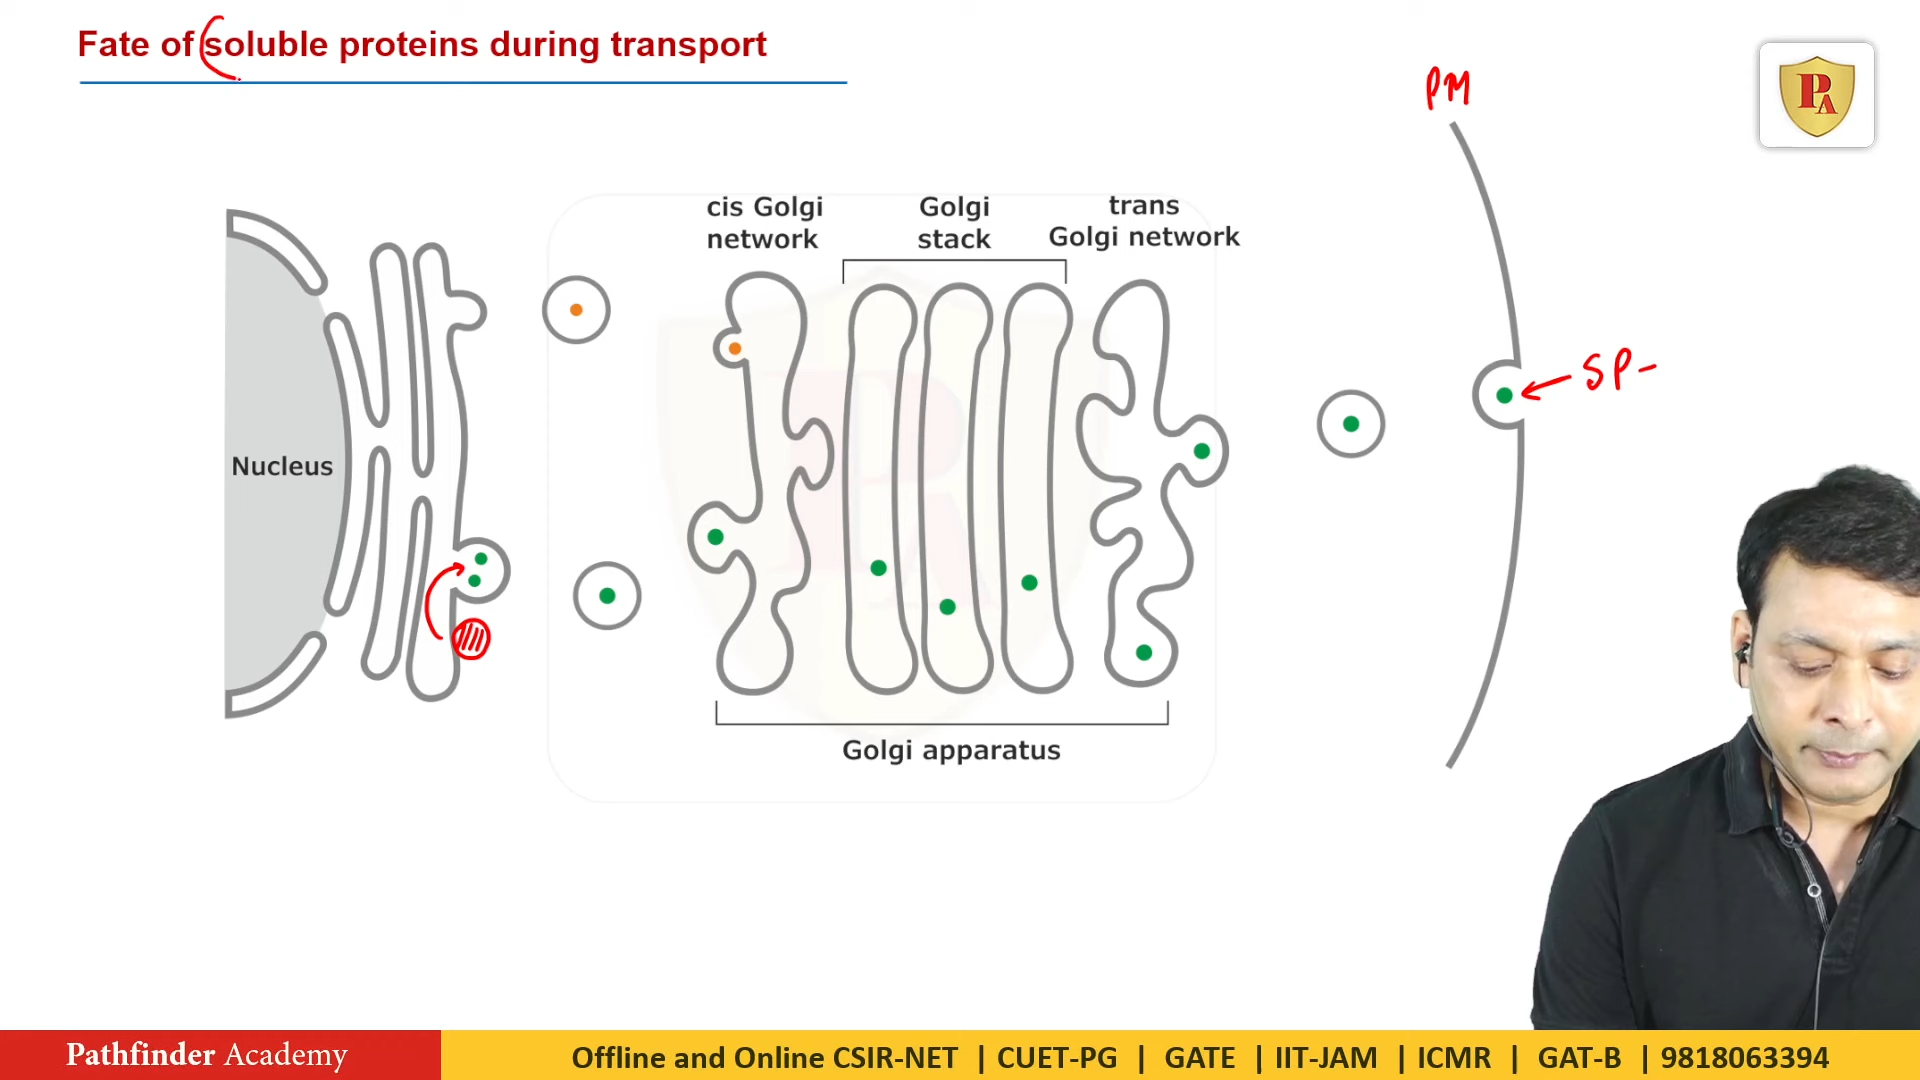 Fate of soluble proteins during transport
PM
PA
cis Golgi
network
Golgi
stack
trans
Golgi network
SP-
Nucleus
Golgi apparatus
Pathfinder Academy
Offline and Online CSIR-NET | CUET-PG | GATE | IIT-JAM | ICMR | GAT-B | 9818063394